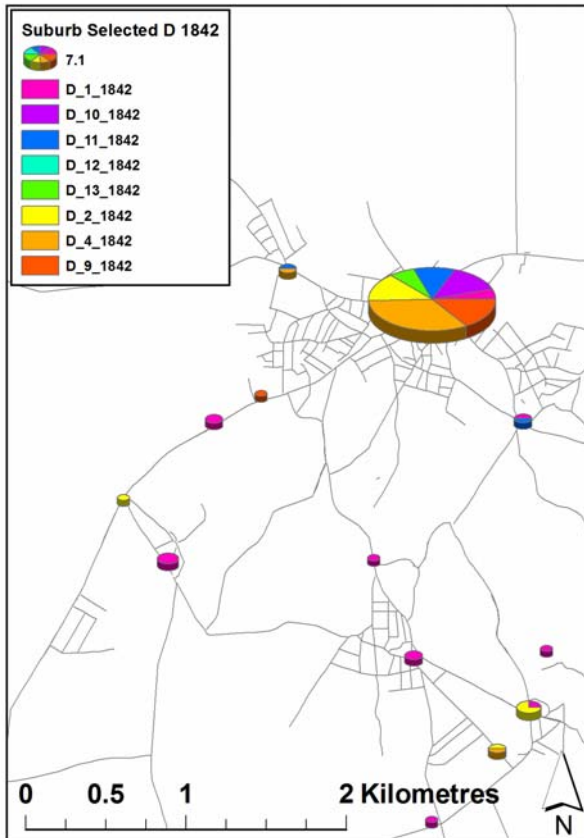 Suburb Selected D 1842
7.1
D_1_1842
D_10_1842
D_11_1842
D_12_1842
D_13_1842
D_2_1842
D_4_1842
D_9_1842
0 0.5 1 2 Kilometres
N